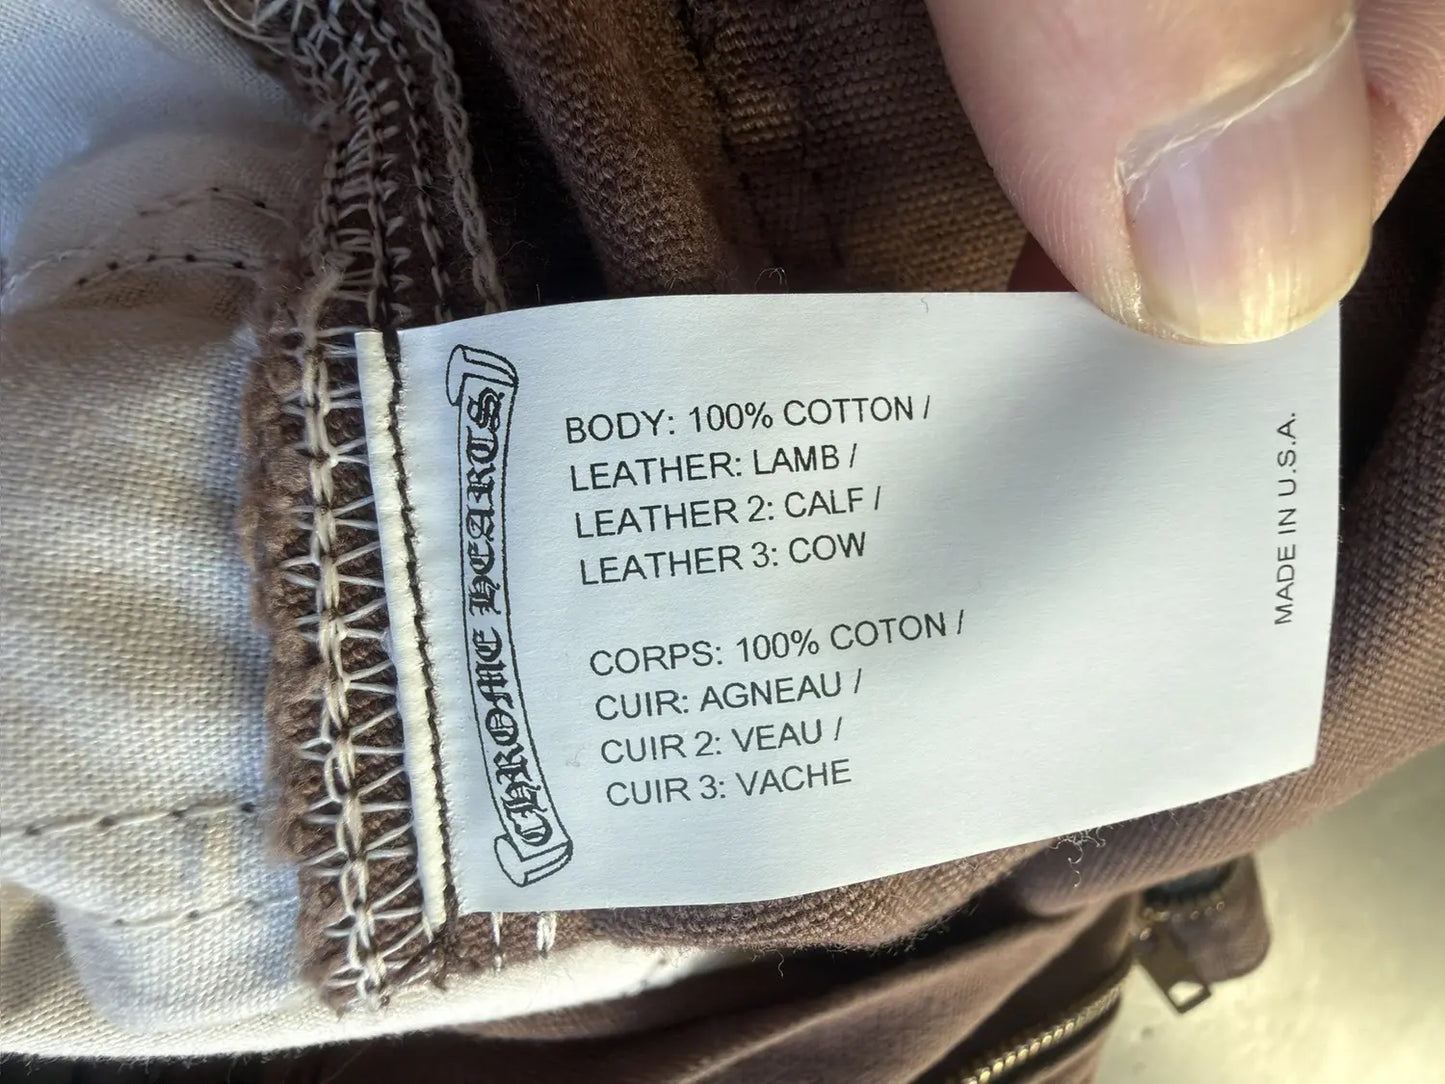 CHROME HEARTS
BODY: 100% COTTON /
LEATHER: LAMB /
LEATHER 2: CALF /
LEATHER 3: COW
CORPS: 100% COTON /
CUIR: AGNEAU /
CUIR 2: VEAU /
CUIR 3: VACHE
MADE IN U.S.A.